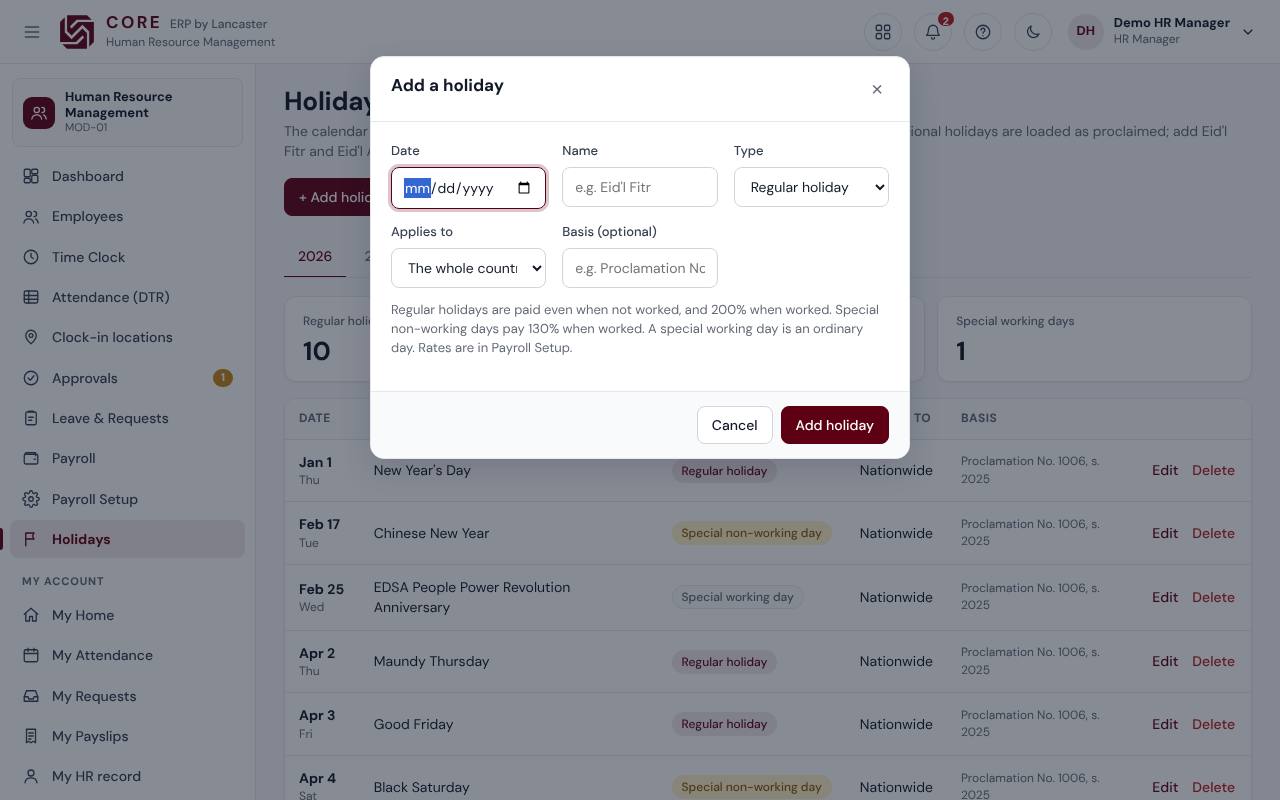 CORE ERP by Lancaster
Human Resource Management
2
DH
Demo HR Manager
HR Manager
Human Resource
Management
MOD-01
Dashboard
Employees
Time Clock
Attendance (DTR)
Clock-in locations
Approvals 1
Leave & Requests
Payroll
Payroll Setup
Holidays
MY ACCOUNT
My Home
My Attendance
My Requests
My Payslips
My HR record
Holiday
The calendar
ional holidays are loaded as proclaimed; add Eid'l
Fitr and Eid'l A
+ Add holid
2026 2
Regular holi
10
Special working days
1
Add a holiday
×
Date Name Type
mm/dd/yyyy e.g. Eid'l Fitr Regular holiday
Applies to Basis (optional)
The whole countr e.g. Proclamation No
Regular holidays are paid even when not worked, and 200% when worked. Special
non-working days pay 130% when worked. A special working day is an ordinary
day. Rates are in Payroll Setup.
Cancel Add holiday
DATE TO BASIS
Jan 1
Thu
New Year's Day Regular holiday Nationwide
Proclamation No. 1006, s.
2025
Edit Delete
Feb 17
Tue
Chinese New Year Special non-working day Nationwide
Proclamation No. 1006, s.
2025
Edit Delete
Feb 25
Wed
EDSA People Power Revolution
Anniversary
Special working day Nationwide
Proclamation No. 1006, s.
2025
Edit Delete
Apr 2
Thu
Maundy Thursday Regular holiday Nationwide
Proclamation No. 1006, s.
2025
Edit Delete
Apr 3
Fri
Good Friday Regular holiday Nationwide
Proclamation No. 1006, s.
2025
Edit Delete
Apr 4
Sat
Black Saturday Special non-working day Nationwide
Proclamation No. 1006, s.
2025
Edit Delete